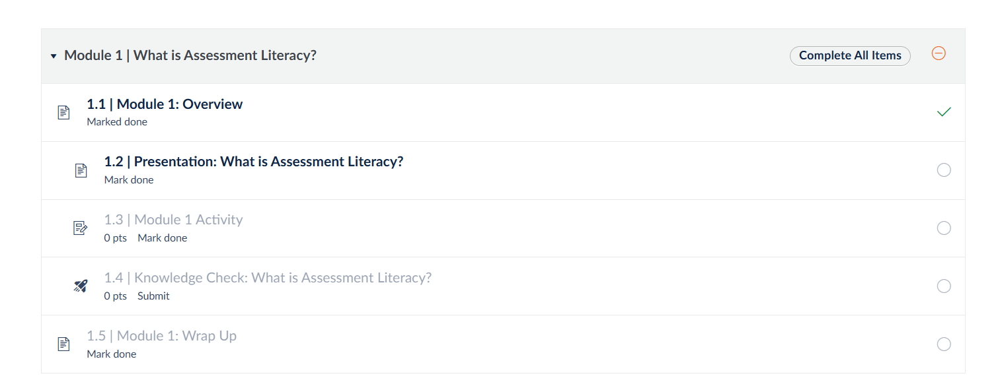 Module 1 | What is Assessment Literacy?
Complete All Items
1.1 | Module 1: Overview
Marked done
1.2 | Presentation: What is Assessment Literacy?
Mark done
1.3 | Module 1 Activity
0 pts Mark done
1.4 | Knowledge Check: What is Assessment Literacy?
0 pts Submit
1.5 | Module 1: Wrap Up
Mark done